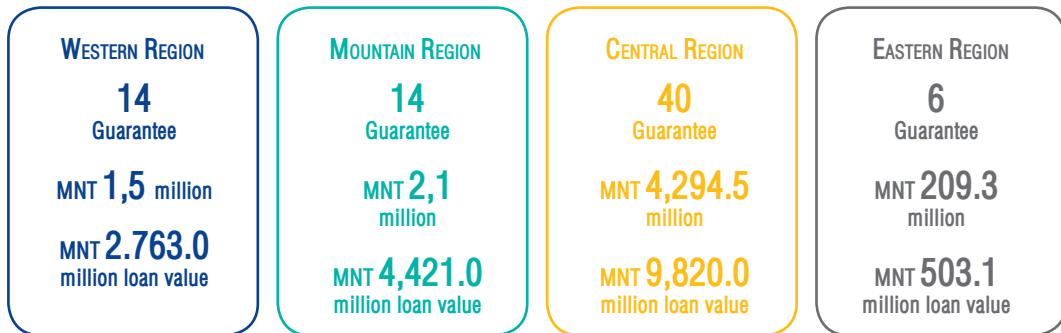 Western Region
14
Guarantee
MNT 1,5 million
MNT 2.763.0
million loan value
Mountain Region
14
Guarantee
MNT 2,1
million
MNT 4,421.0
million loan value
Central Region
40
Guarantee
MNT 4,294.5
million
MNT 9,820.0
million loan value
Eastern Region
6
Guarantee
MNT 209.3
million
MNT 503.1
million loan value